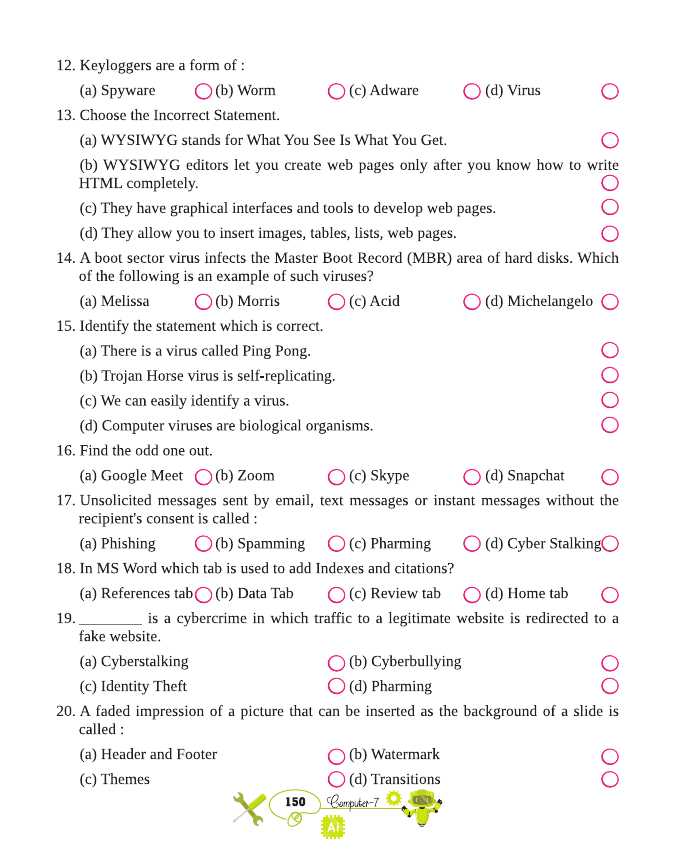 12. Keyloggers are a form of :
(a) Spyware (b) Worm (c) Adware (d) Virus
13. Choose the Incorrect Statement.
(a) WYSIWYG stands for What You See Is What You Get.
(b) WYSIWYG editors let you create web pages only after you know how to write
HTML completely.
(c) They have graphical interfaces and tools to develop web pages.
(d) They allow you to insert images, tables, lists, web pages.
14. A boot sector virus infects the Master Boot Record (MBR) area of hard disks. Which
of the following is an example of such viruses?
(a) Melissa (b) Morris (c) Acid (d) Michelangelo
15. Identify the statement which is correct.
(a) There is a virus called Ping Pong.
(b) Trojan Horse virus is self-replicating.
(c) We can easily identify a virus.
(d) Computer viruses are biological organisms.
16. Find the odd one out.
(a) Google Meet (b) Zoom (c) Skype (d) Snapchat
17. Unsolicited messages sent by email, text messages or instant messages without the
recipient's consent is called :
(a) Phishing (b) Spamming (c) Pharming (d) Cyber Stalking
18. In MS Word which tab is used to add Indexes and citations?
(a) References tab (b) Data Tab (c) Review tab (d) Home tab
19. ________ is a cybercrime in which traffic to a legitimate website is redirected to a
fake website.
(a) Cyberstalking (b) Cyberbullying
(c) Identity Theft (d) Pharming
20. A faded impression of a picture that can be inserted as the background of a slide is
called :
(a) Header and Footer (b) Watermark
(c) Themes (d) Transitions
150 Computer-7
AI